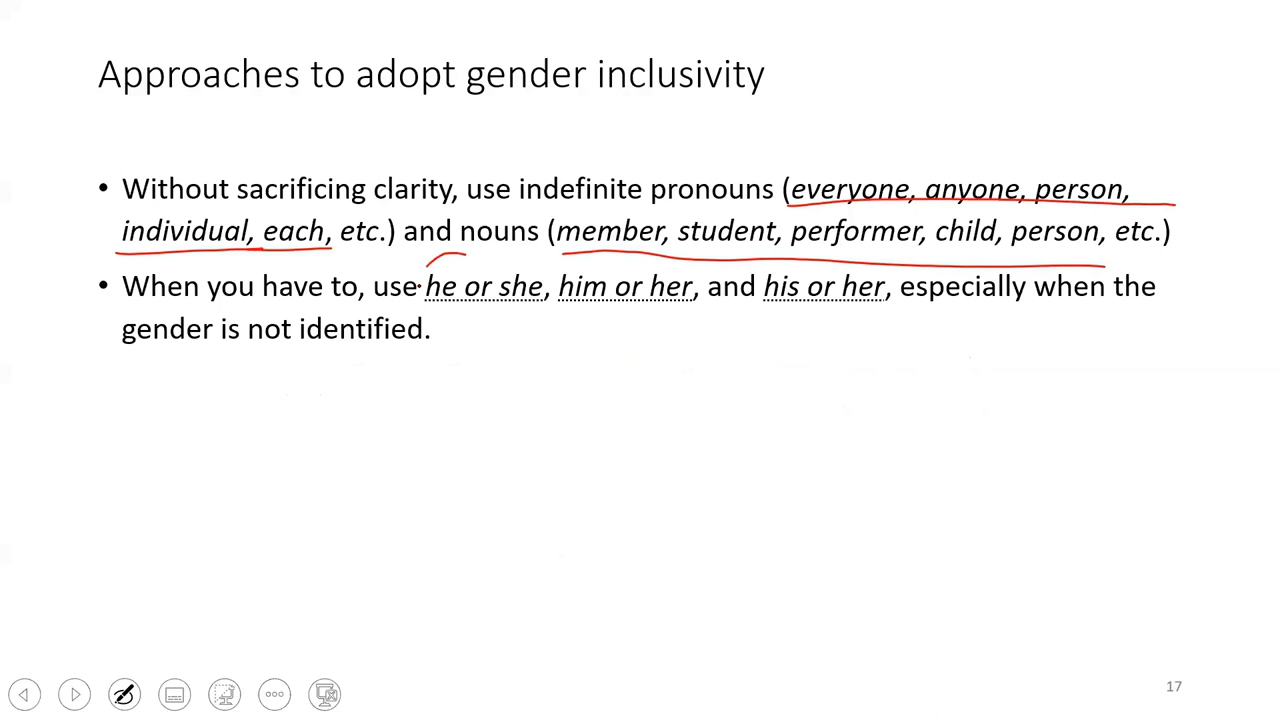 Approaches to adopt gender inclusivity
• Without sacrificing clarity, use indefinite pronouns (everyone, anyone, person,
individual, each, etc.) and nouns (member, student, performer, child, person, etc.)
• When you have to, use he or she, him or her, and his or her, especially when the
gender is not identified.
17